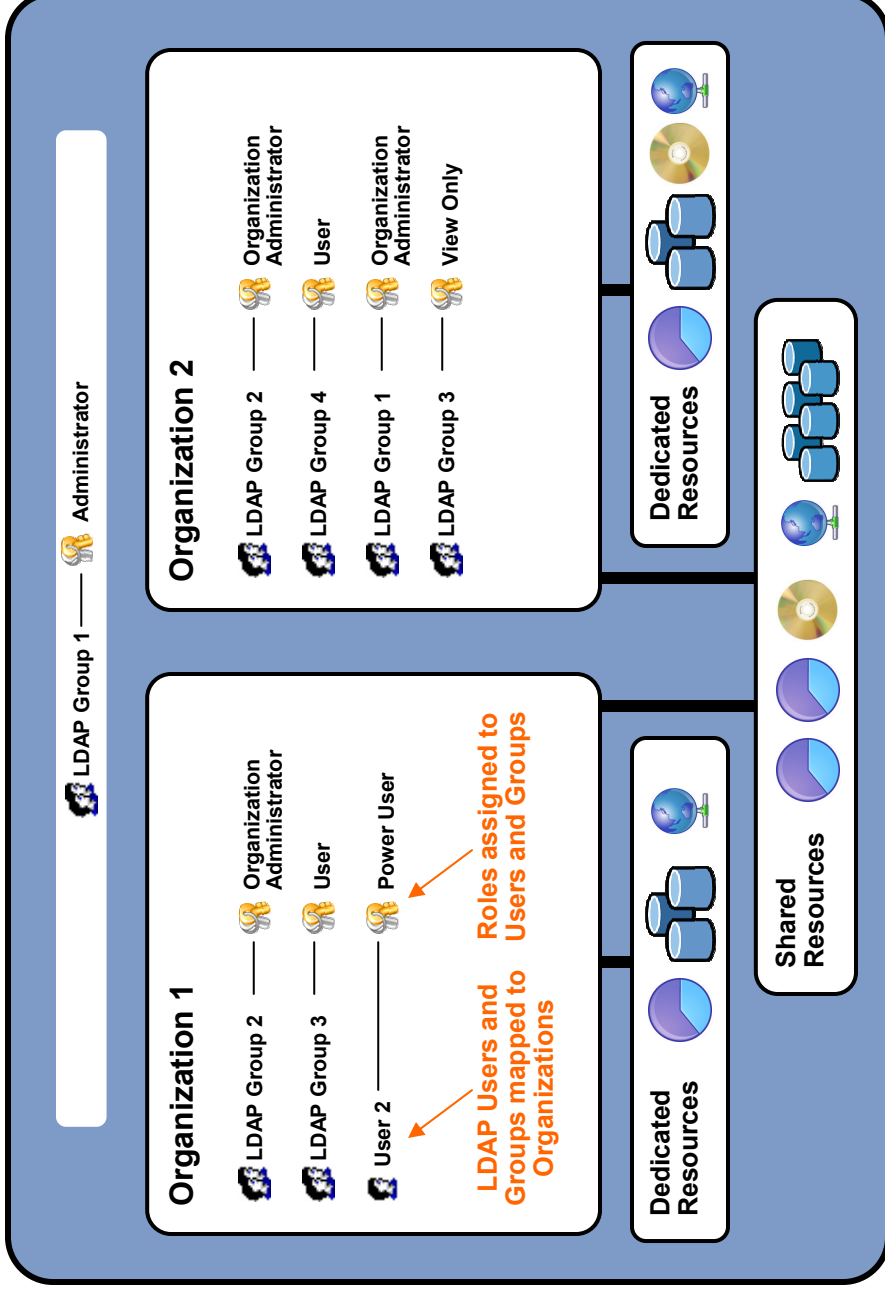 LDAP Group 1
Administrator
Organization 1
LDAP Group 2
Organization
Administrator
LDAP Group 3
User
User 2
Power User
LDAP Users and
Groups mapped to
Organizations
Roles assigned to
Users and Groups
Organization 2
LDAP Group 2
Organization
Administrator
LDAP Group 4
User
LDAP Group 1
Organization
Administrator
LDAP Group 3
View Only
Dedicated
Resources
Dedicated
Resources
Shared
Resources